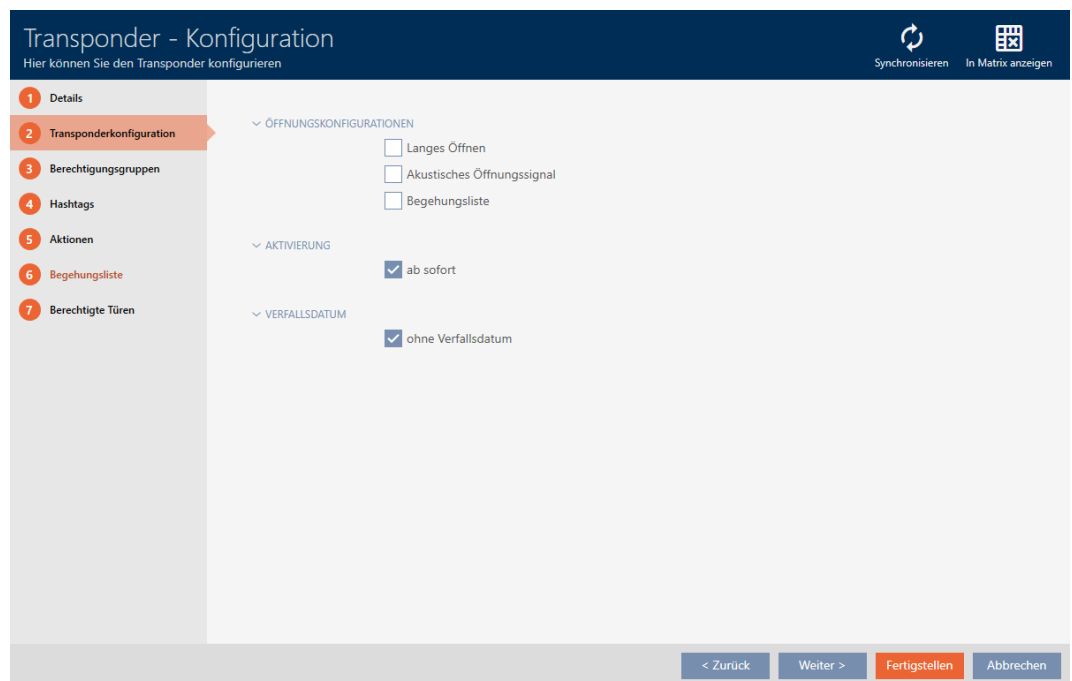 Transponder - Konfiguration
Hier können Sie den Transponder konfigurieren
Synchronisieren
In Matrix anzeigen
1 Details
2 Transponderkonfiguration
3 Berechtigungsgruppen
4 Hashtags
5 Aktionen
6 Begehungsliste
7 Berechtigte Türen
ÖFFNUNGSKONFIGURATIONEN
Langes Öffnen
Akustisches Öffnungssignal
Begehungsliste
AKTIVIERUNG
ab sofort
VERFALLSDATUM
ohne Verfallsdatum
< Zurück
Weiter >
Fertigstellen
Abbrechen